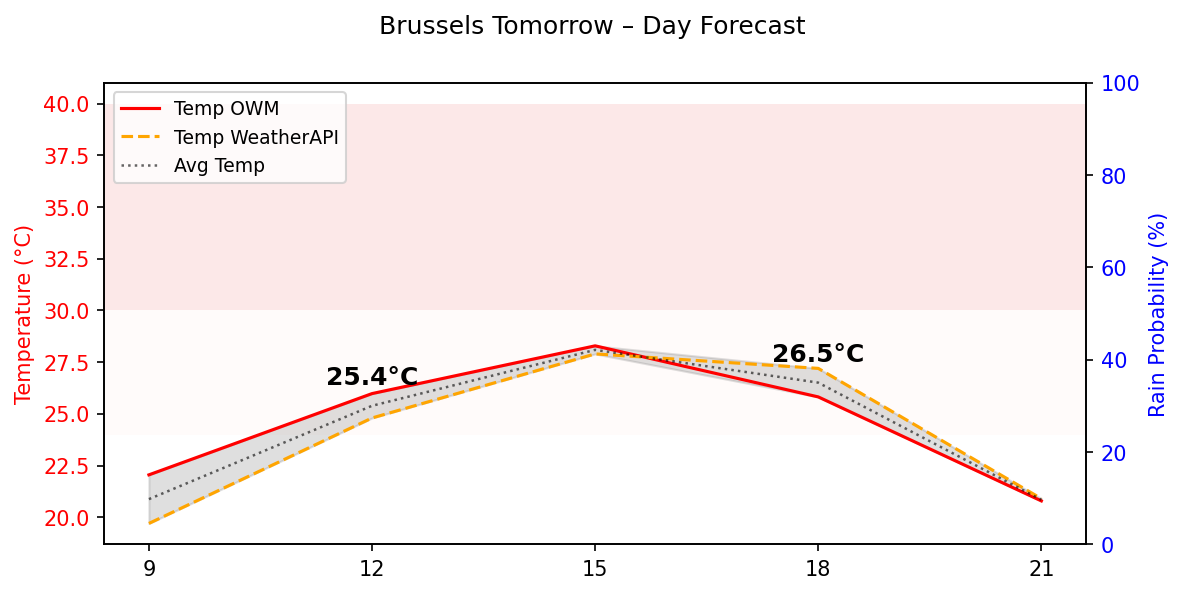 Brussels Tomorrow – Day Forecast
Temp OWM
Temp WeatherAPI
Avg Temp
Temperature (°C)
40.0
37.5
35.0
32.5
30.0
27.5
25.0
22.5
20.0
25.4°C
26.5°C
100
80
60
40
20
0
Rain Probability (%)
9 12 15 18 21